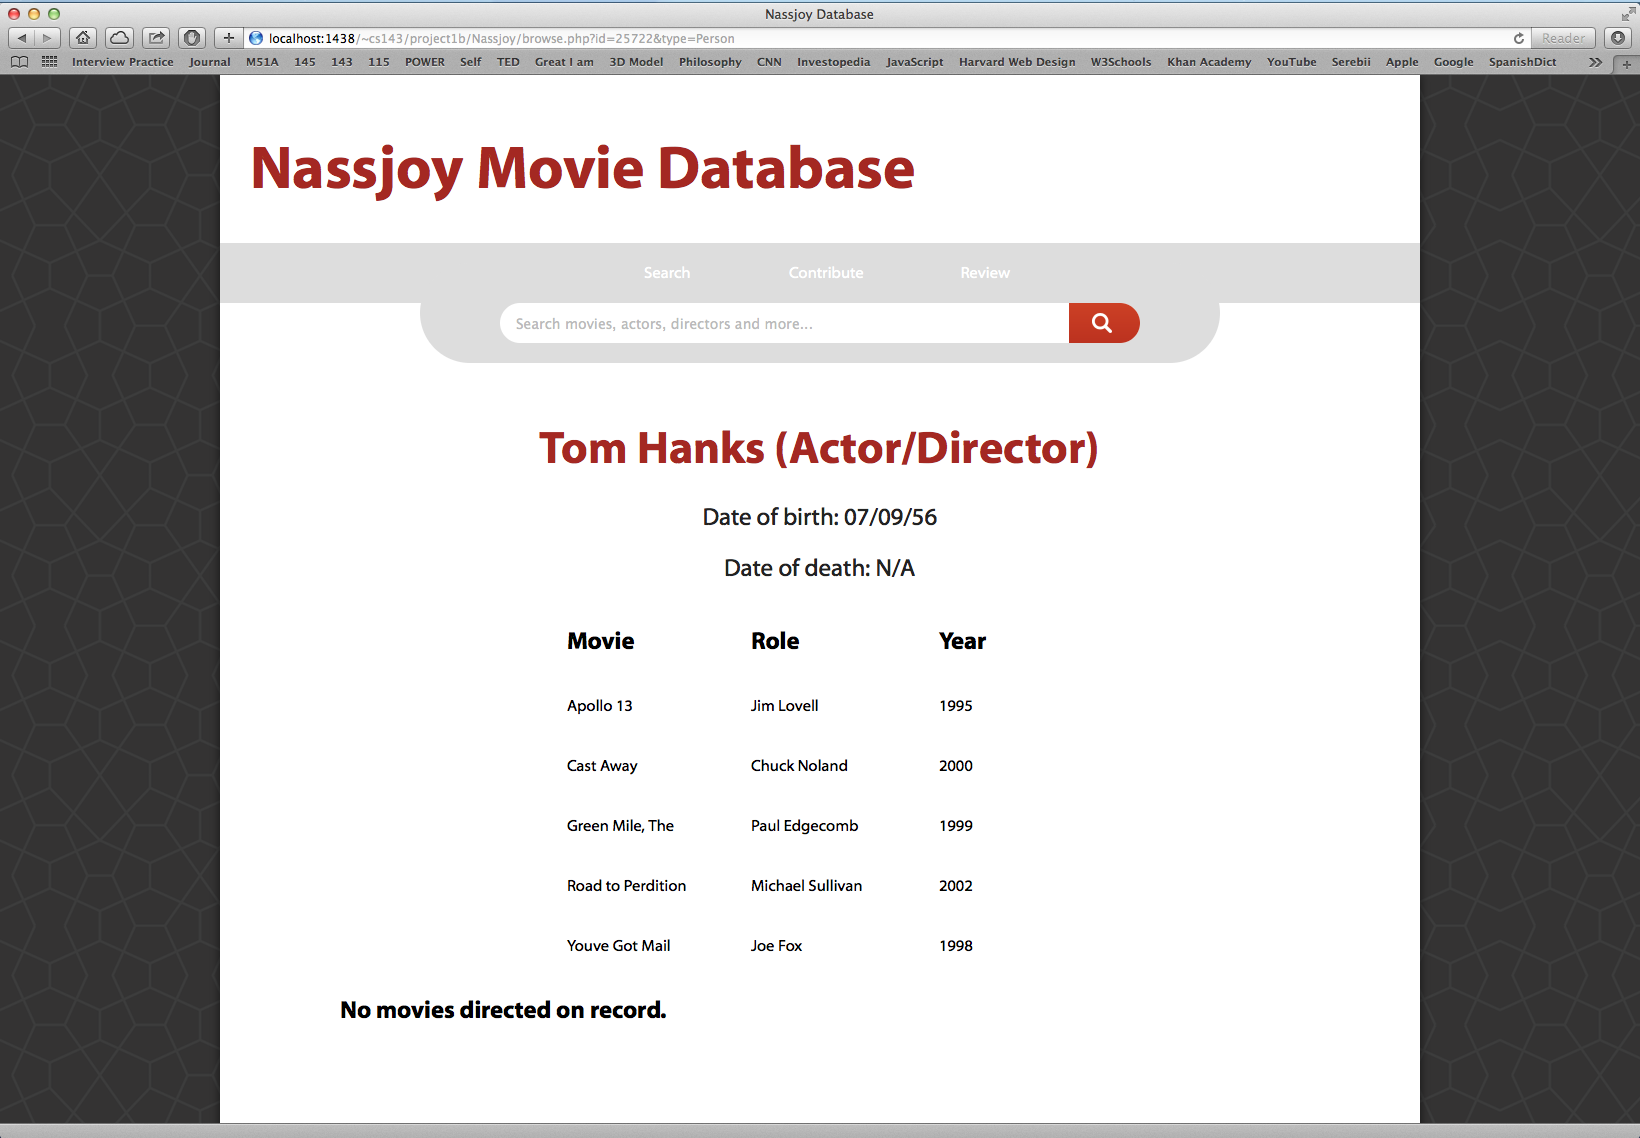 Nassjoy Database
localhost:1438/~cs143/project1b/Nassjoy/browse.php?id=25722&type=Person
Reader
Interview Practice Journal M51A 145 143 115 POWER Self TED Great I am 3D Model Philosophy CNN Investopedia JavaScript Harvard Web Design W3Schools Khan Academy YouTube Serebii Apple Google SpanishDict
Nassjoy Movie Database
Search Contribute Review
Search movies, actors, directors and more...
Tom Hanks (Actor/Director)
Date of birth: 07/09/56
Date of death: N/A
Movie Role Year
Apollo 13 Jim Lovell 1995
Cast Away Chuck Noland 2000
Green Mile, The Paul Edgecomb 1999
Road to Perdition Michael Sullivan 2002
Youve Got Mail Joe Fox 1998
No movies directed on record.